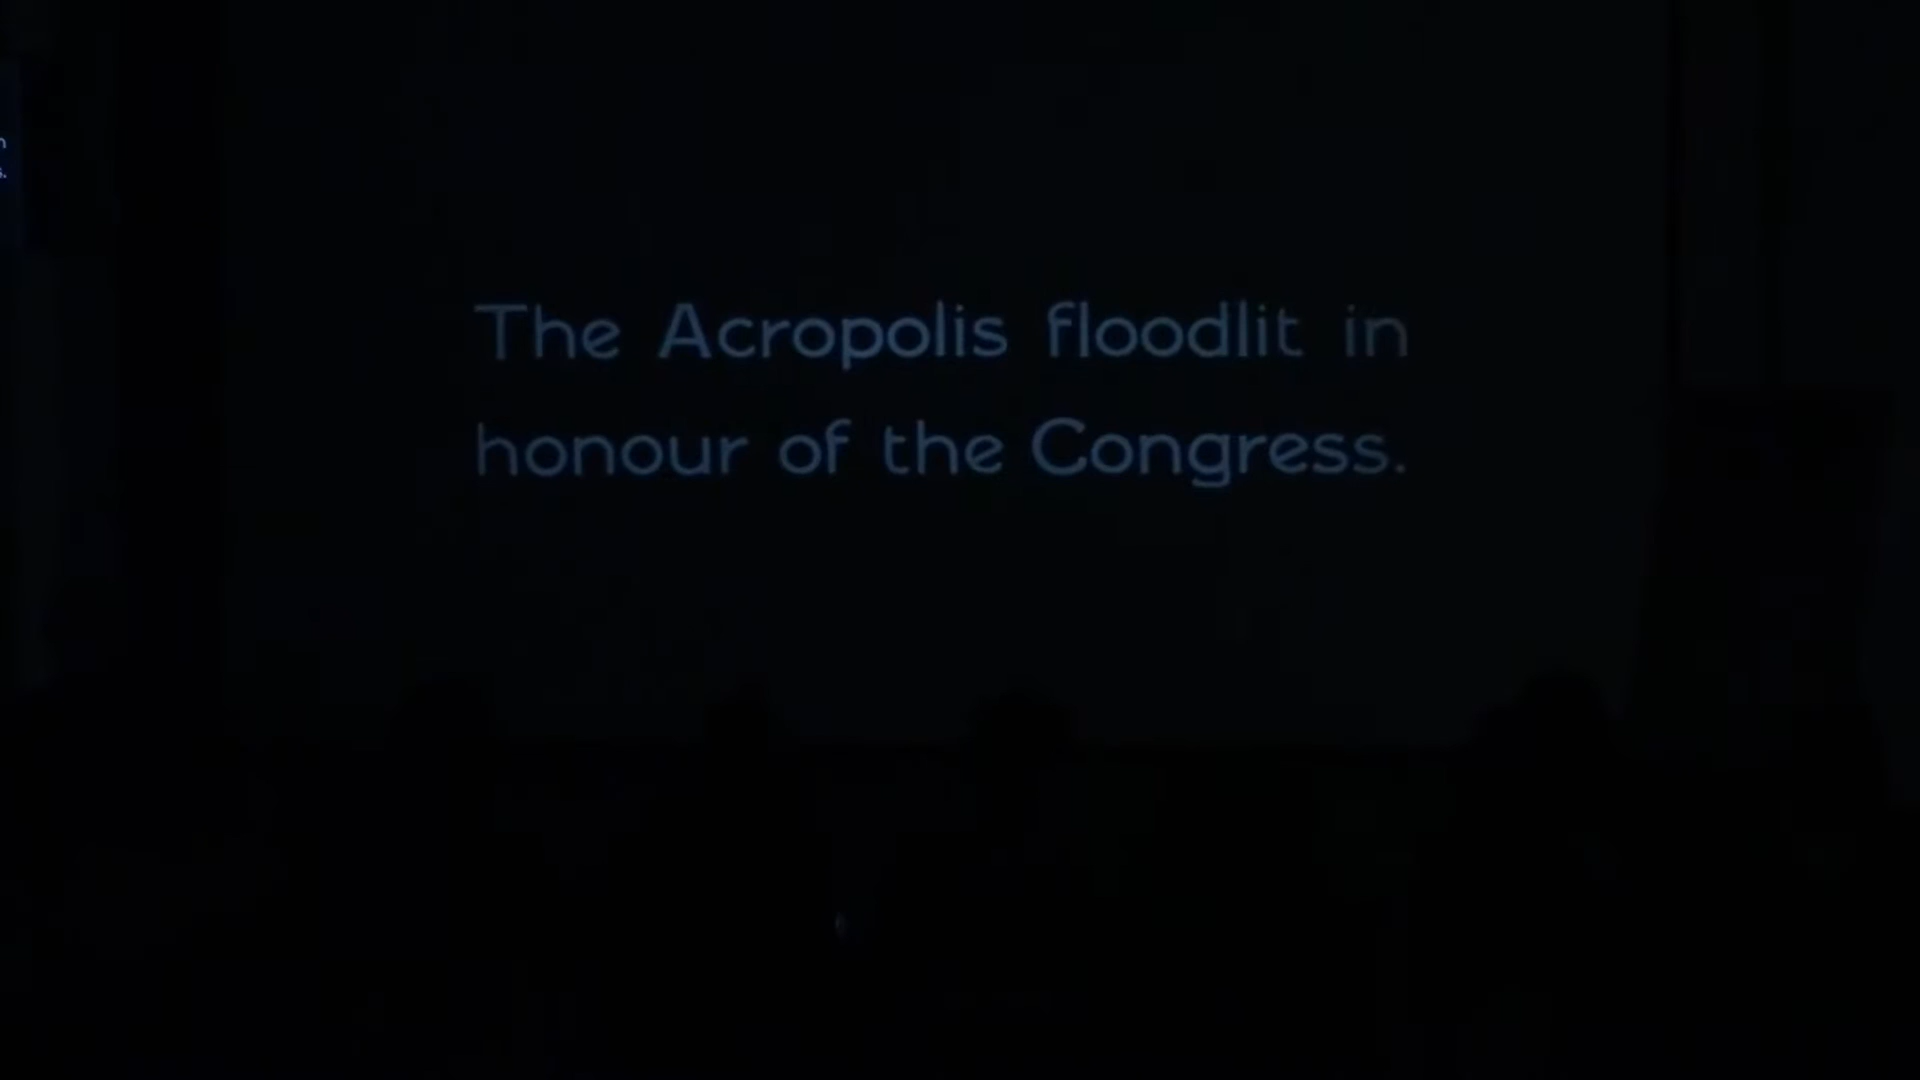 The Acropolis floodlit in
honour of the Congress.